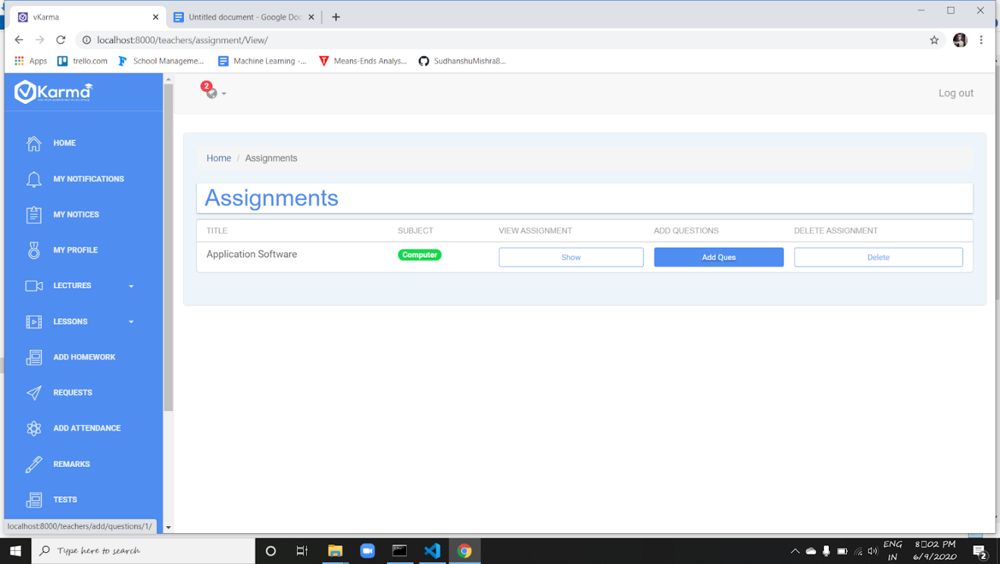 vKarma
Untitled document - Google Doc
localhost:8000/teachers/assignment/View/
Apps
trello.com
School Manageme...
Machine Learning -...
Means-Ends Analys...
SudhanshuMishra8...
VKarma
2
Log out
HOME
MY NOTIFICATIONS
MY NOTICES
MY PROFILE
LECTURES
LESSONS
ADD HOMEWORK
REQUESTS
ADD ATTENDANCE
REMARKS
TESTS
localhost:8000/teachers/add/questions/1/
Home / Assignments
Assignments
TITLE SUBJECT VIEW ASSIGNMENT ADD QUESTIONS DELETE ASSIGNMENT
Application Software Computer Show Add Ques Delete
Type here to search
ENG
IN
8▯02 PM
6/9/2020
2